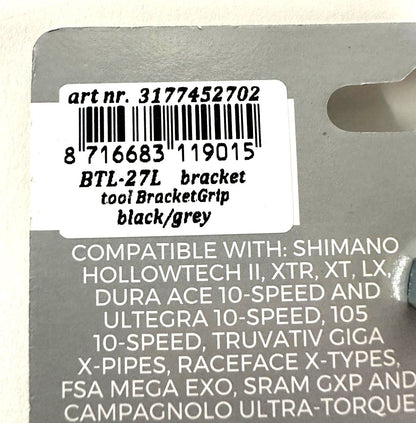 art nr. 3177452702
8 716683 119015
BTL-27L bracket
tool BracketGrip
black/grey
COMPATIBLE WITH: SHIMANO
HOLLOWTECH II, XTR, XT, LX,
DURA ACE 10-SPEED AND
ULTEGRA 10-SPEED, 105
10-SPEED, TRUVATIV GIGA
X-PIPES, RACEFACE X-TYPES,
FSA MEGA EXO, SRAM GXP AND
CAMPAGNOLO ULTRA-TORQUE